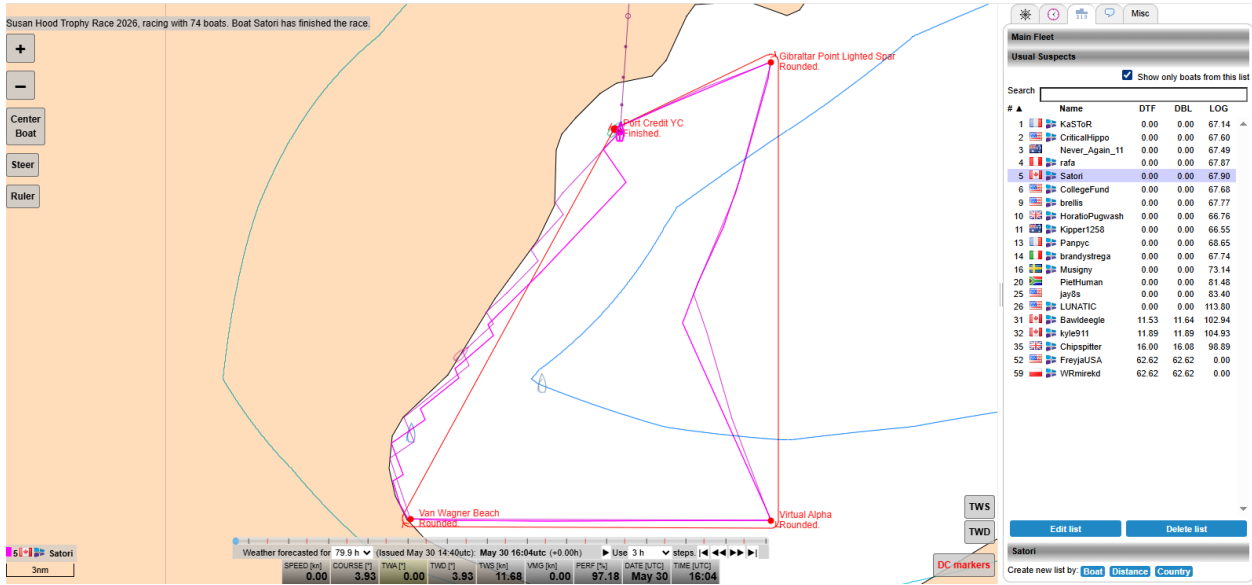 Susan Hood Trophy Race 2026, racing with 74 boats. Boat Satori has finished the race.
+
−
Center
Boat
Steer
Ruler
Gibraltar Point Lighted Spar
Rounded.
Port Credit YC
Finished.
Van Wagner Beach
Rounded.
Virtual Alpha
Rounded.
TWS
TWD
DC markers
5 Satori
3nm
Weather forecasted for 79.9 h (Issued May 30 14:40utc): May 30 16:04utc (+0.00h) Use 3 h steps.
SPEED [kn] COURSE [°] TWA [°] TWD [°] TWS [kn] VMG [kn] PERF [%] DATE [UTC] TIME [UTC]
0.00 3.93 0.00 3.93 11.68 0.00 97.18 May 30 16:04
Misc
Main Fleet
Usual Suspects
Show only boats from this list
Search
# ▲ Name DTF DBL LOG
1 KaSToR 0.00 0.00 67.14
2 CriticalHippo 0.00 0.00 67.60
3 Never_Again_11 0.00 0.00 67.49
4 rafa 0.00 0.00 67.87
5 Satori 0.00 0.00 67.90
6 CollegeFund 0.00 0.00 67.68
9 brellis 0.00 0.00 67.77
10 HoratioPugwash 0.00 0.00 66.76
11 Kipper1258 0.00 0.00 66.55
13 Panpyc 0.00 0.00 68.65
14 brandystrega 0.00 0.00 67.74
16 Musigny 0.00 0.00 73.14
20 PietHuman 0.00 0.00 81.48
25 jay8s 0.00 0.00 83.40
26 LUNATIC 0.00 0.00 113.80
31 Bawldeegle 11.53 11.64 102.94
32 kyle911 11.89 11.89 104.93
35 Chipspitter 16.00 16.08 98.89
52 FreyjaUSA 62.62 62.62 0.00
59 WRmirekd 62.62 62.62 0.00
Edit list
Delete list
Satori
Create new list by: Boat Distance Country